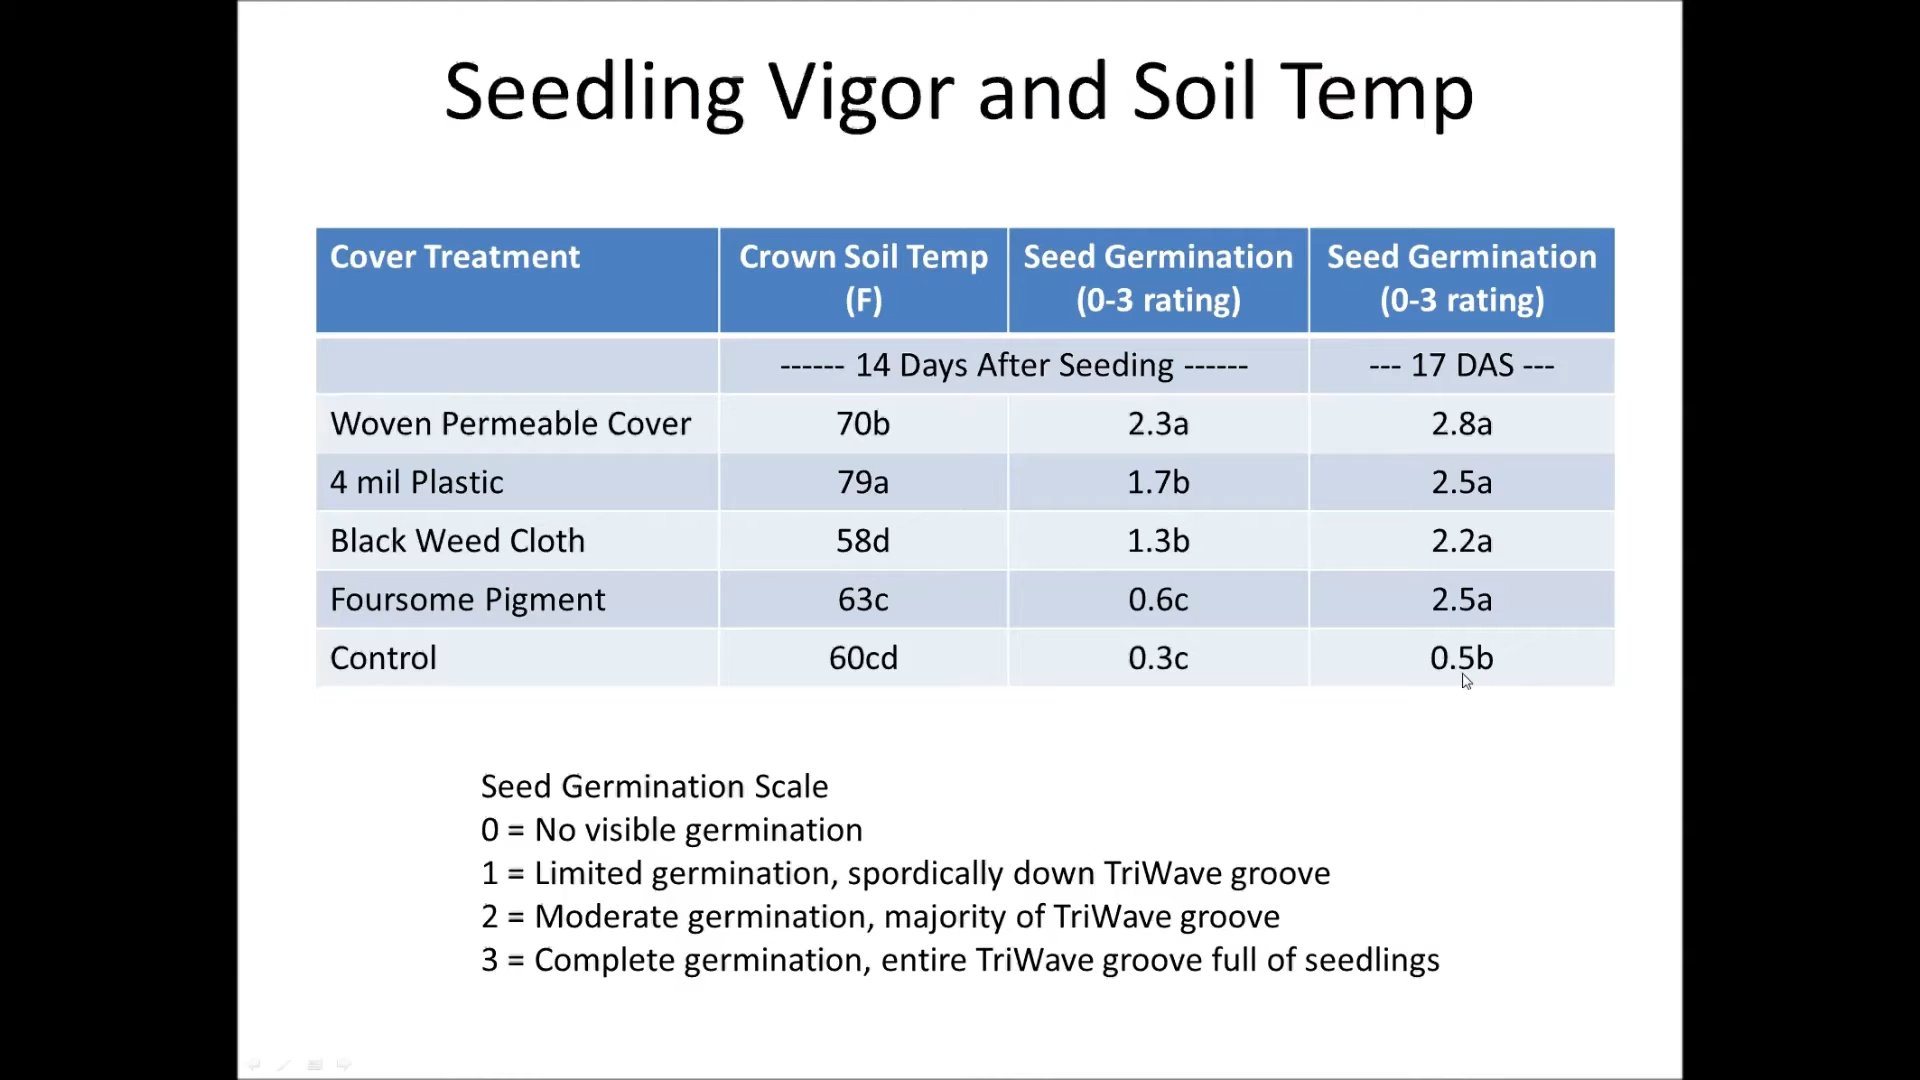 Seedling Vigor and Soil Temp
Cover Treatment
Crown Soil Temp
(F)
Seed Germination
(0-3 rating)
Seed Germination
(0-3 rating)
------ 14 Days After Seeding ------
--- 17 DAS ---
Woven Permeable Cover 70b 2.3a 2.8a
4 mil Plastic 79a 1.7b 2.5a
Black Weed Cloth 58d 1.3b 2.2a
Foursome Pigment 63c 0.6c 2.5a
Control 60cd 0.3c 0.5b
Seed Germination Scale
0 = No visible germination
1 = Limited germination, spordically down TriWave groove
2 = Moderate germination, majority of TriWave groove
3 = Complete germination, entire TriWave groove full of seedlings